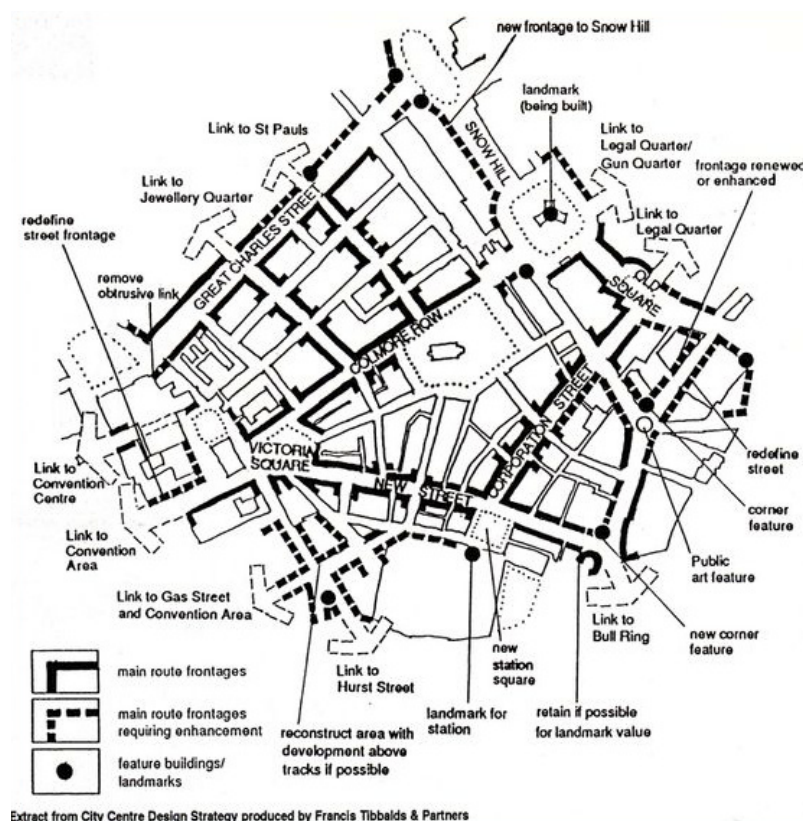 new frontage to Snow Hill
landmark
(being built)
Link to St Pauls
SNOW HILL
Link to
Legal Quarter/
Gun Quarter
frontage renewed
or enhanced
Link to
Jewellery Quarter
Link to
Legal Quarter
redefine
street frontage
GREAT CHARLES STREET
OLD
SQUARE
remove
obtrusive link
COLMORE ROW
CORPORATION STREET
VICTORIA
SQUARE
NEW STREET
redefine
street
Link to
Convention
Centre
corner
feature
Link to
Convention
Area
Public
art feature
Link to Gas Street
and Convention Area
Link to
Bull Ring
new corner
feature
Link to
Hurst Street
new
station
square
main route frontages
main route
frontages
requiring enhancement
reconstruct area with
development above
tracks if possible
landmark for
station
retain if possible
for landmark value
feature buildings/
landmarks
Extract from City Centre Design Strategy produced by Francis Tibbalds & Partners